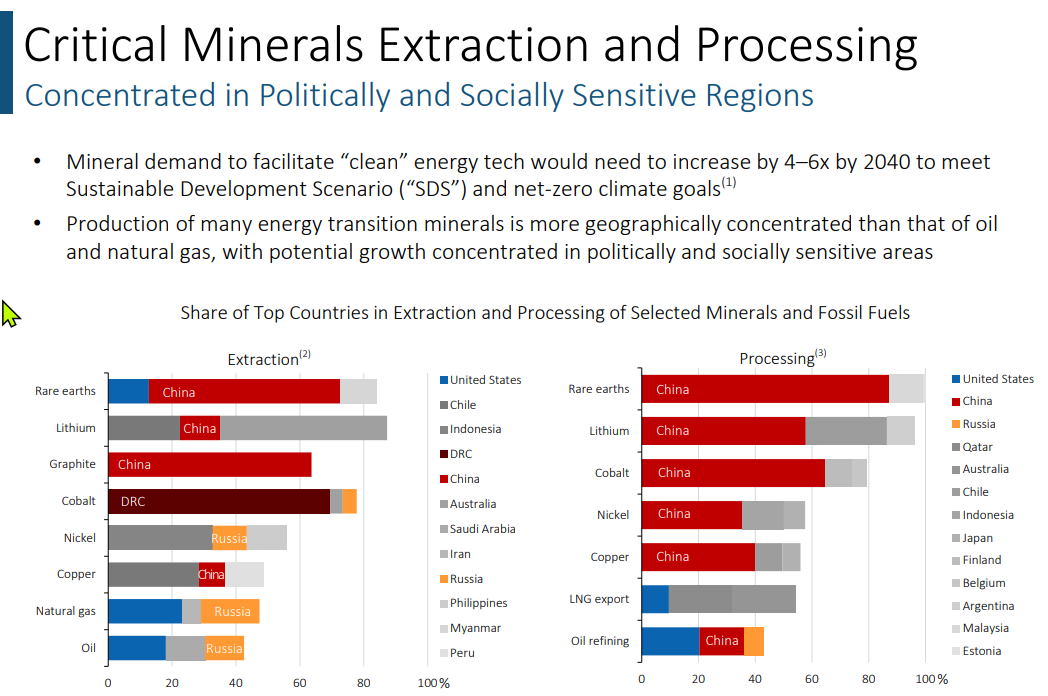 Critical Minerals Extraction and Processing
Concentrated in Politically and Socially Sensitive Regions
• Mineral demand to facilitate “clean” energy tech would need to increase by 4–6x by 2040 to meet
Sustainable Development Scenario (“SDS”) and net-zero climate goals(1)
• Production of many energy transition minerals is more geographically concentrated than that of oil
and natural gas, with potential growth concentrated in politically and socially sensitive areas
Share of Top Countries in Extraction and Processing of Selected Minerals and Fossil Fuels
Extraction(2)
Rare earths China
Lithium China
Graphite China
Cobalt DRC
Nickel Russia
Copper China
Natural gas Russia
Oil Russia
0 20 40 60 80 100 %
United States
Chile
Indonesia
DRC
China
Australia
Saudi Arabia
Iran
Russia
Philippines
Myanmar
Peru
Processing(3)
Rare earths China
Lithium China
Cobalt China
Nickel China
Copper China
LNG export
Oil refining China
0 20 40 60 80 100 %
United States
China
Russia
Qatar
Australia
Chile
Indonesia
Japan
Finland
Belgium
Argentina
Malaysia
Estonia